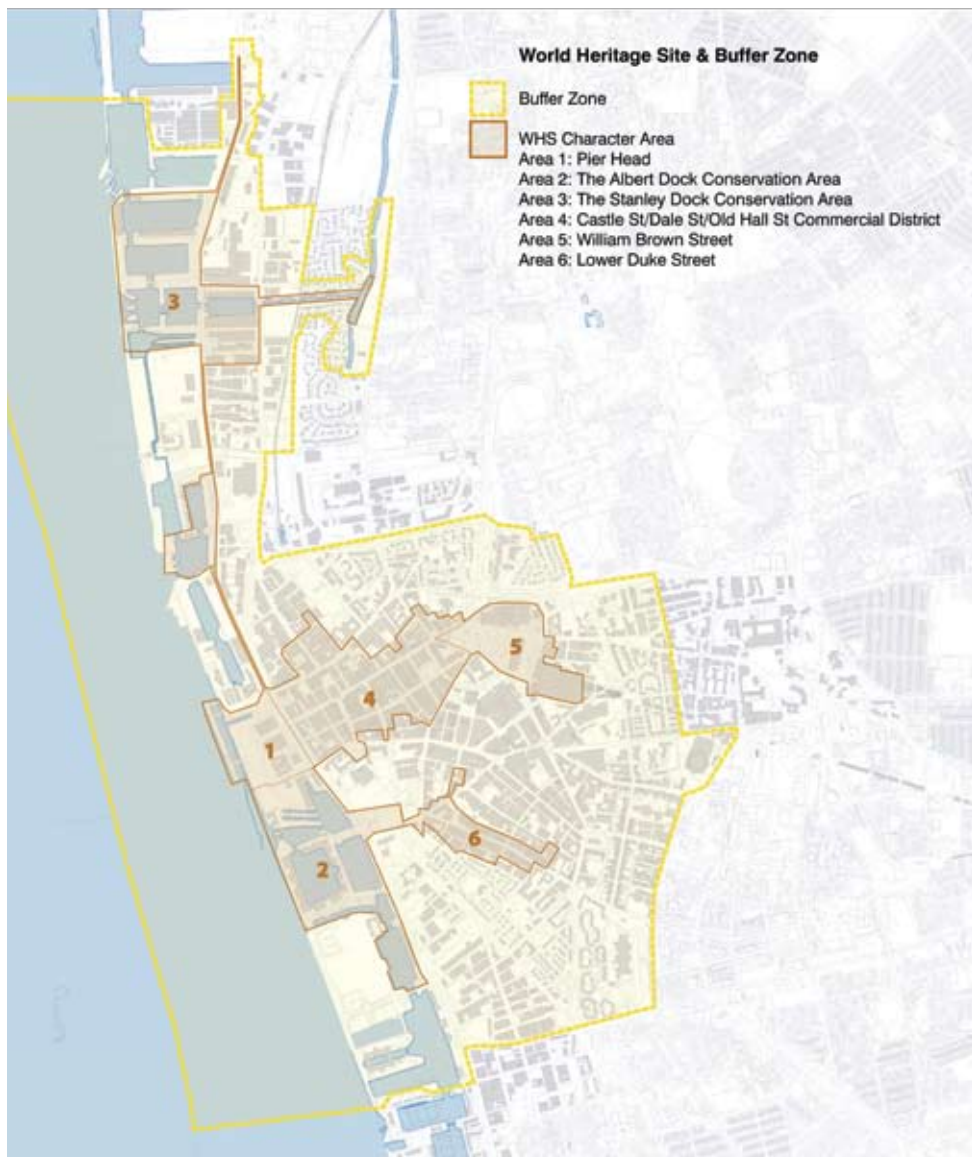 World Heritage Site & Buffer Zone
Buffer Zone
WHS Character Area
Area 1: Pier Head
Area 2: The Albert Dock Conservation Area
Area 3: The Stanley Dock Conservation Area
Area 4: Castle St/Dale St/Old Hall St Commercial District
Area 5: William Brown Street
Area 6: Lower Duke Street
3
5
4
1
6
2